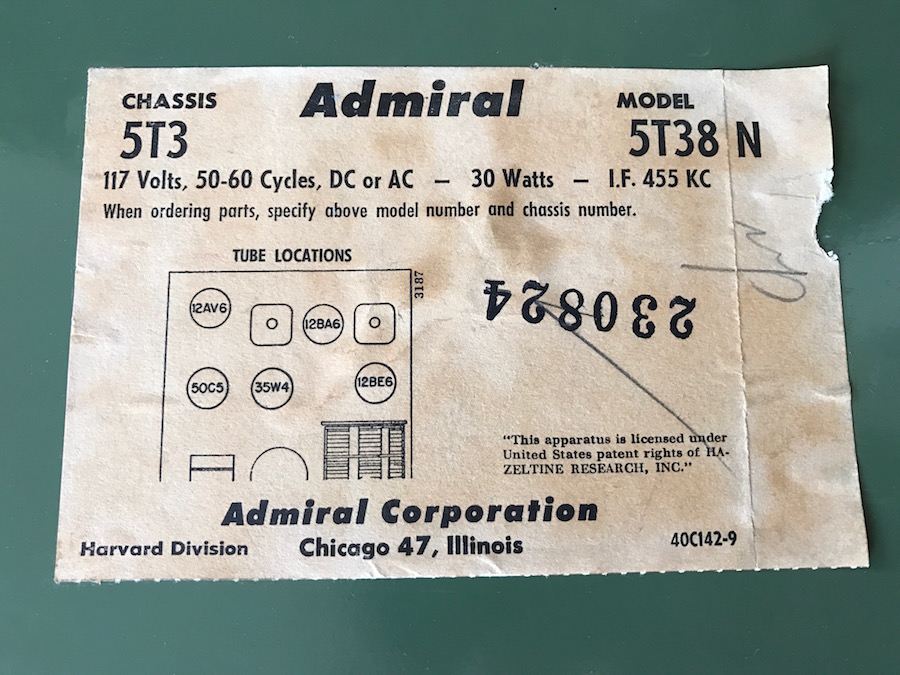 CHASSIS Admiral MODEL
5T3 5T38 N
117 Volts, 50-60 Cycles, DC or AC — 30 Watts — I.F. 455 KC
When ordering parts, specify above model number and chassis number.
TUBE LOCATIONS
3187
12AV6
12BA6
50C5
35W4
12BE6
230824
"This apparatus is licensed under
United States patent rights of HA-
ZELTINE RESEARCH, INC."
Admiral Corporation
Harvard Division Chicago 47, Illinois 40C142-9